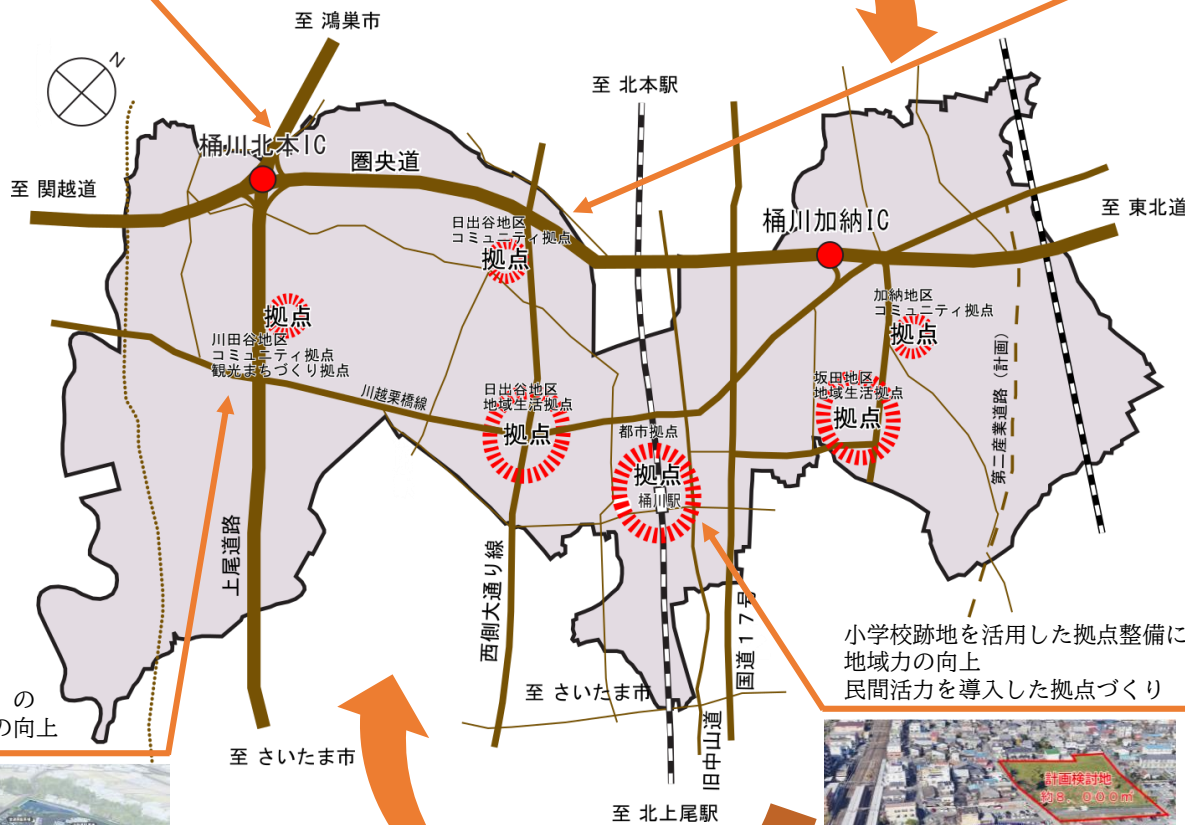 至 鴻巣市
N
至 北本駅
桶川北本IC
圏央道
至 関越道
日出谷地区
コミュニティ拠点
拠点
桶川加納IC
至 東北道
加納地区
コミュニティ拠点
拠点
拠点
川田谷地区
コミュニティ拠点
観光まちづくり拠点
川越栗橋線
日出谷地区
地域生活拠点
拠点
都市拠点
拠点
桶川駅
坂田地区
地域生活拠点
拠点
第二産業道路(計画)
上尾道路
西側大通り線
国道17号
旧中山道
小学校跡地を活用した拠点整備に
地域力の向上
民間活力を導入した拠点づくり
の
の向上
至 さいたま市
至 さいたま市
至 北上尾駅
計画検討地
約8,000㎡